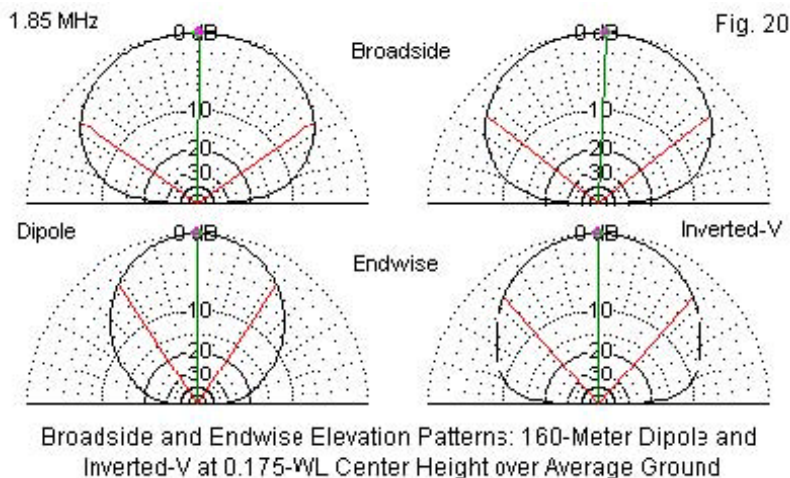 1.85 MHz
Fig. 20
0 dB
-10
-20
-30
Broadside
0 dB
-10
-20
-30
Dipole
0 dB
-10
-20
-30
Endwise
Inverted-V
0 dB
-10
-20
-30
Broadside and Endwise Elevation Patterns: 160-Meter Dipole and
Inverted-V at 0.175-WL Center Height over Average Ground